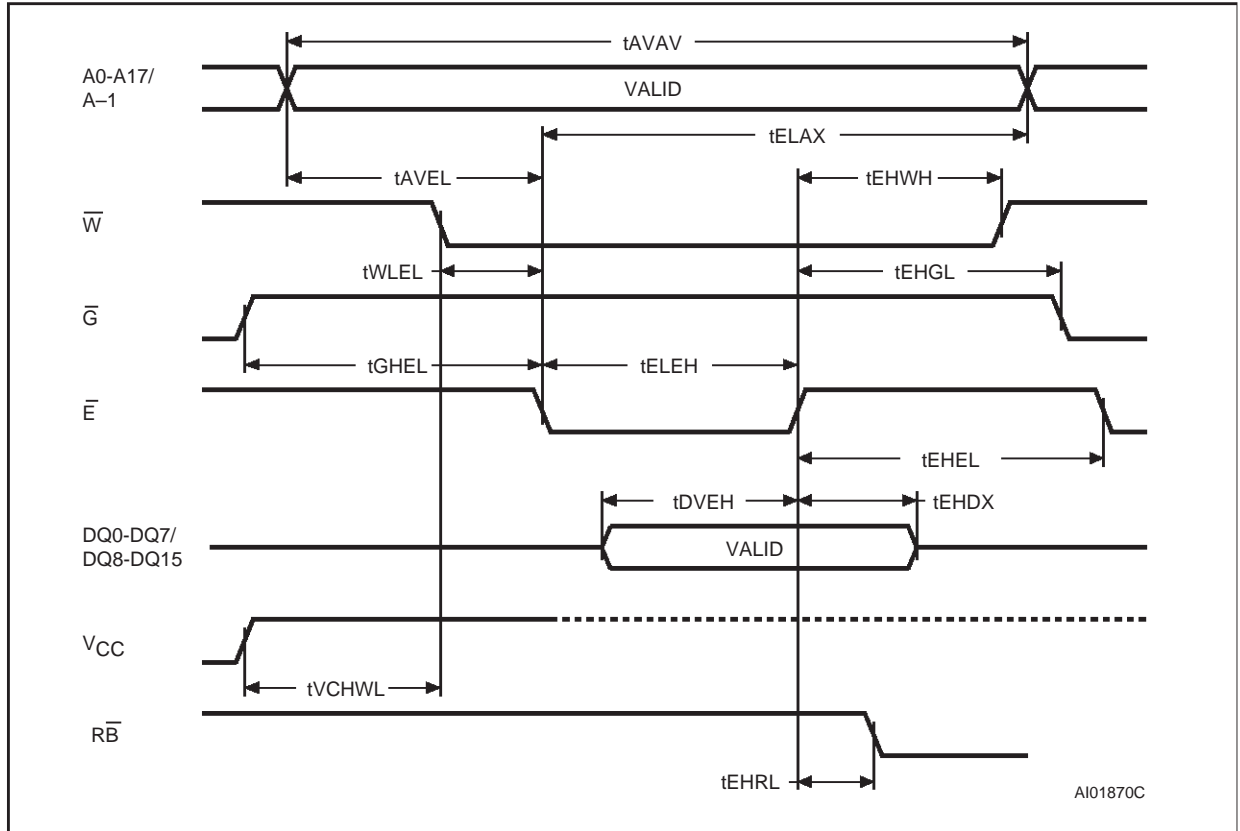 tAVAV
A0-A17/
A–1
VALID
tELAX
tAVEL
tEHWH
W̅
tWLEL
tEHGL
G̅
tGHEL
tELEH
E̅
tEHEL
tDVEH
tEHDX
DQ0-DQ7/
DQ8-DQ15
VALID
VCC
tVCHWL
RB̅
tEHRL
AI01870C